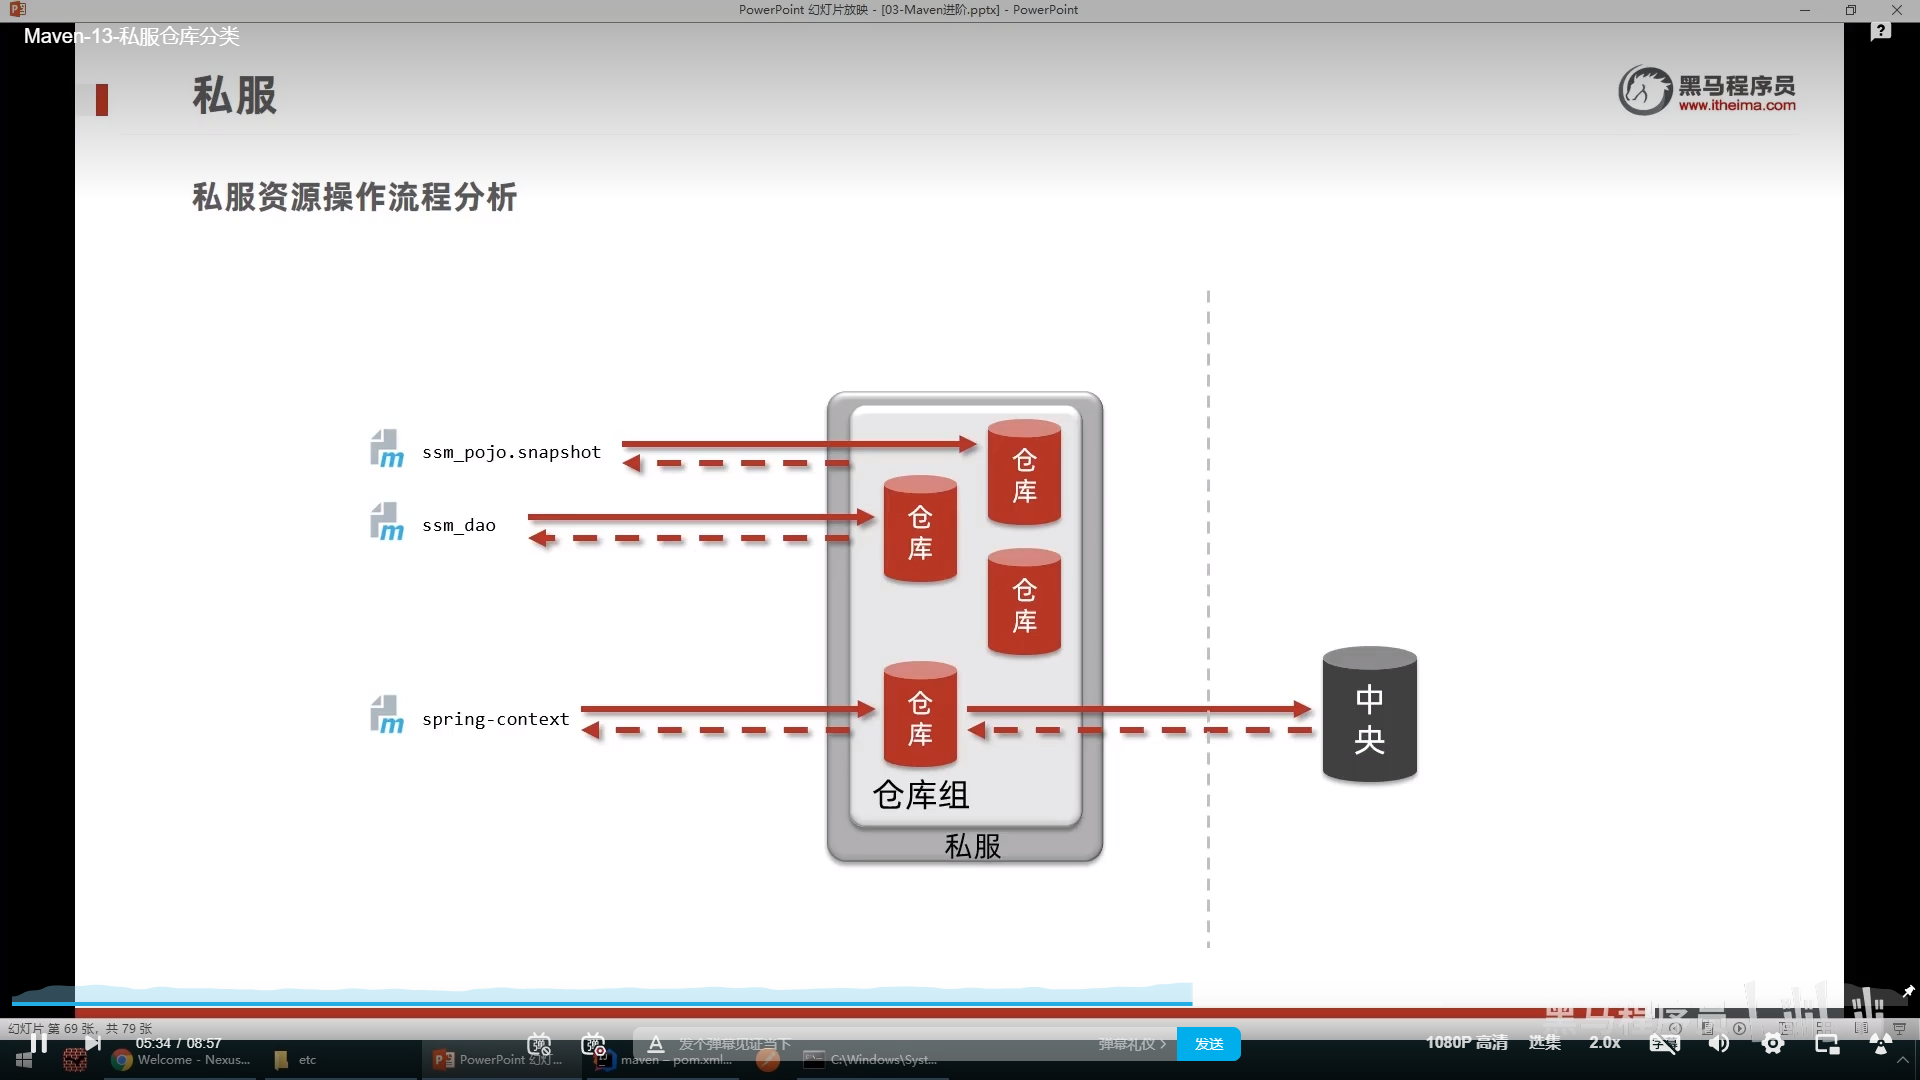 PowerPoint 幻灯片放映 - [03-Maven进阶.pptx] - PowerPoint
Maven-13-私服仓库分类
私服
黑马程序员
www.itheima.com
私服资源操作流程分析
ssm_pojo.snapshot
仓库
ssm_dao
仓库
仓库
spring-context
仓库
中央
仓库组
私服
幻灯片 第 69 张，共 79 张
05:34 / 08:57
发个弹幕见证当下
弹幕礼仪
发送
1080P 高清
选集
2.0x
Welcome - Nexus...
etc
PowerPoint 幻灯...
maven – pom.xml...
C:\Windows\Syst...